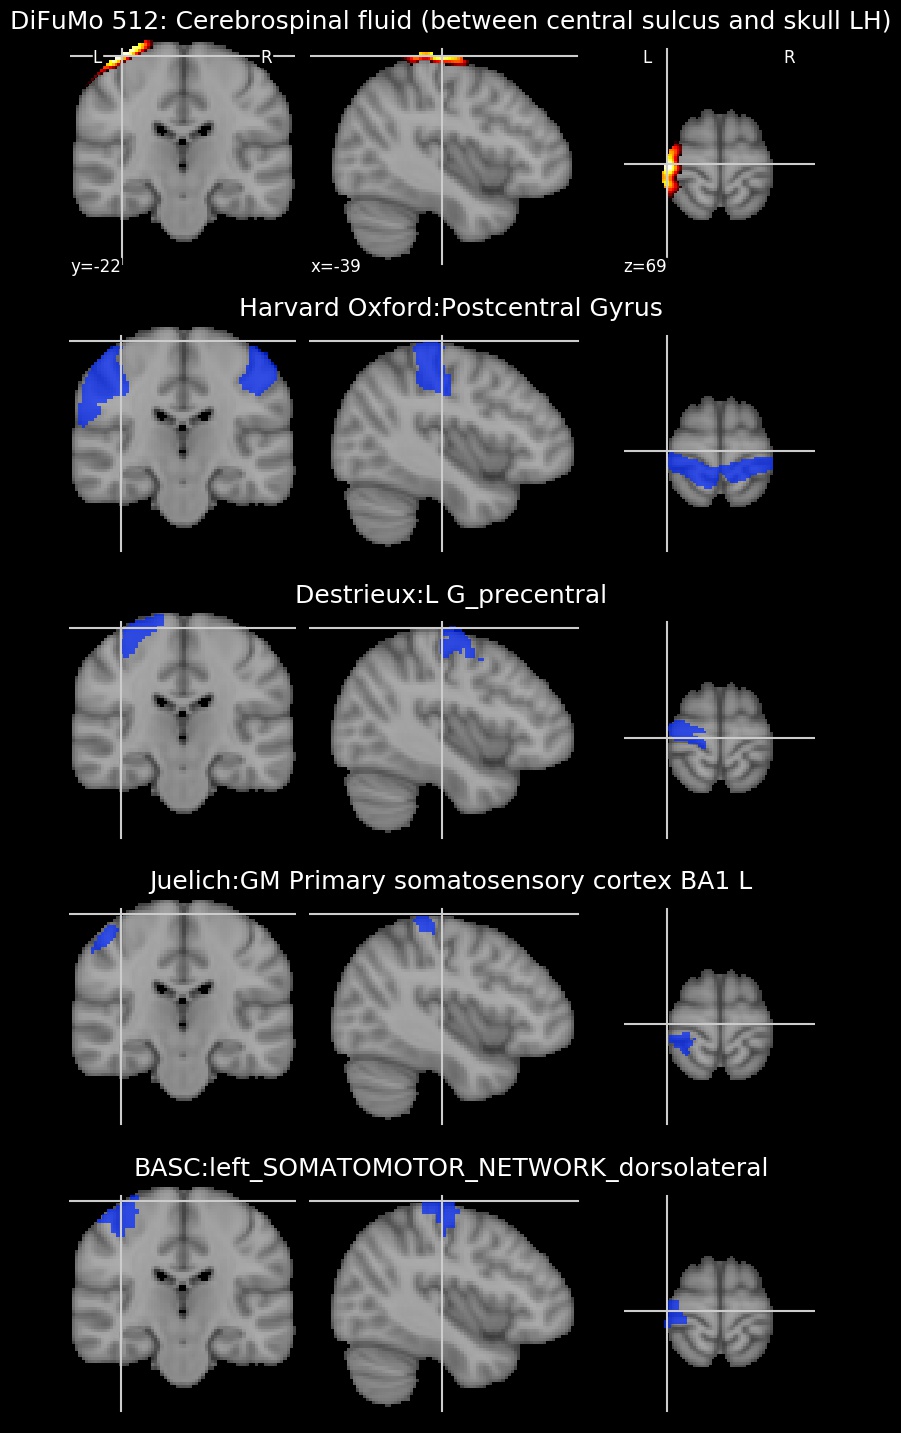 DiFuMo 512: Cerebrospinal fluid (between central sulcus and skull LH)
L R L R
y=-22 x=-39 z=69
Harvard Oxford:Postcentral Gyrus
Destrieux:L G_precentral
Juelich:GM Primary somatosensory cortex BA1 L
BASC:left_SOMATOMOTOR_NETWORK_dorsolateral